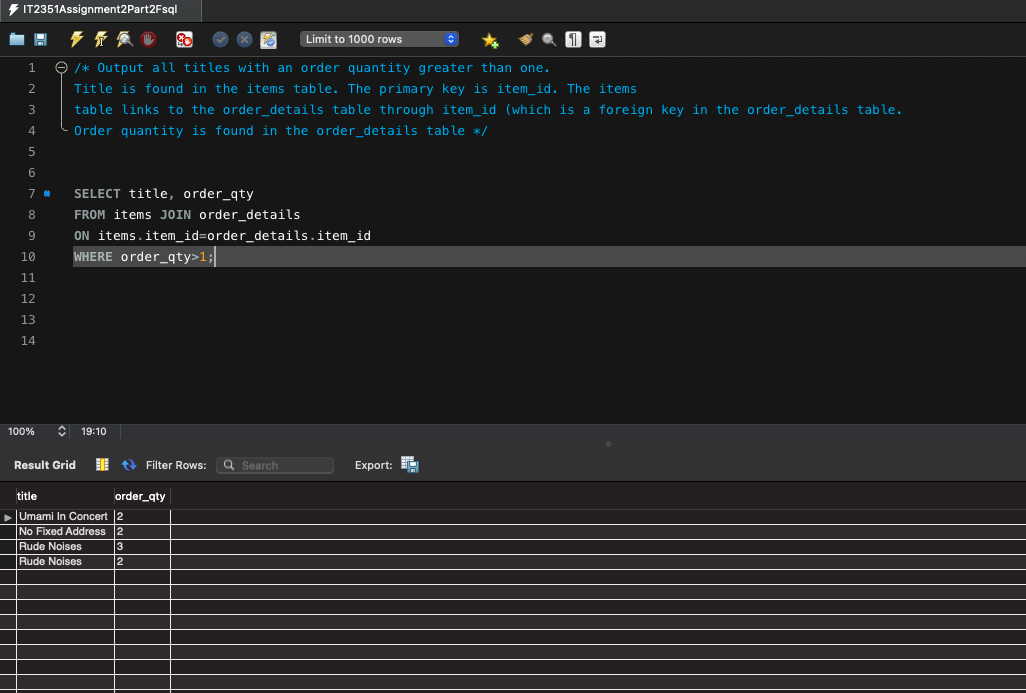 IT2351Assignment2Part2Fsql
Limit to 1000 rows
1 /* Output all titles with an order quantity greater than one.
2 Title is found in the items table. The primary key is item_id. The items
3 table links to the order_details table through item_id (which is a foreign key in the order_details table.
4 Order quantity is found in the order_details table */
5
6
7 SELECT title, order_qty
8 FROM items JOIN order_details
9 ON items.item_id=order_details.item_id
10 WHERE order_qty>1;
11
12
13
14
100% 19:10
Result Grid Filter Rows: Search Export:
title order_qty
Umami In Concert 2
No Fixed Address 2
Rude Noises 3
Rude Noises 2